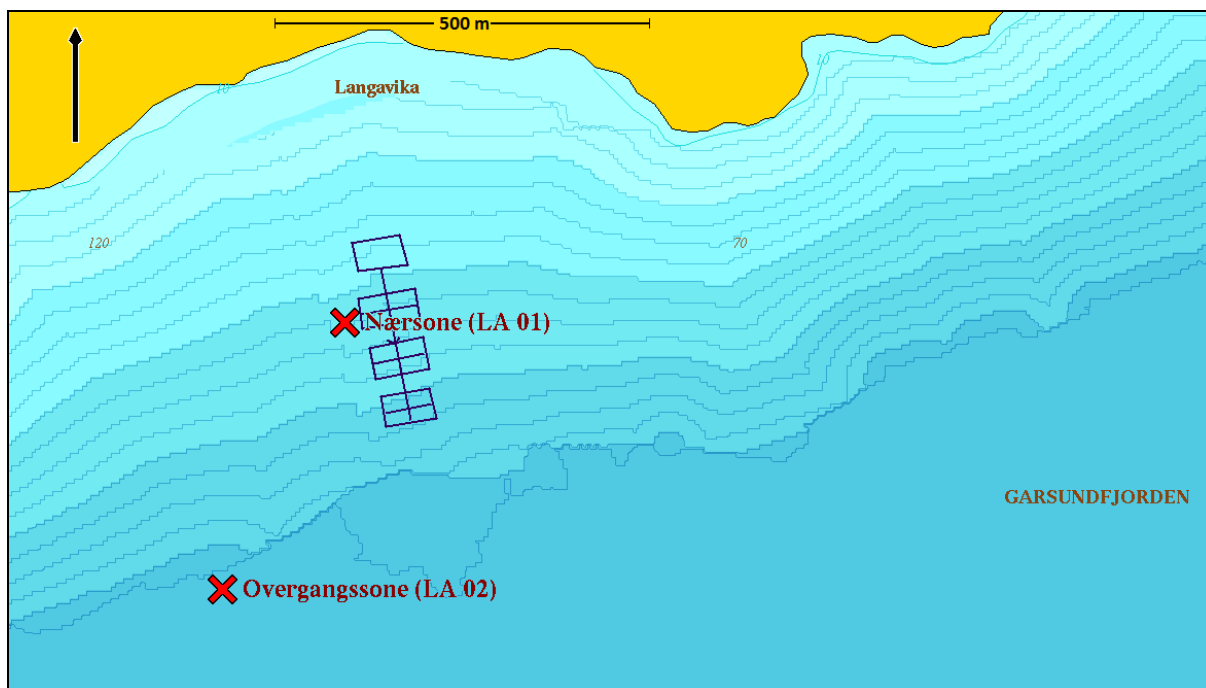 500 m
Langavika
10
10
120
70
Nærsone (LA 01)
GARSUNDFJORDEN
Overgangssone (LA 02)